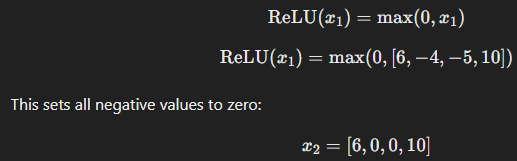 ReLU(x₁) = max(0, x₁)
ReLU(x₁) = max(0, [6, −4, −5, 10])
This sets all negative values to zero:
x₂ = [6, 0, 0, 10]